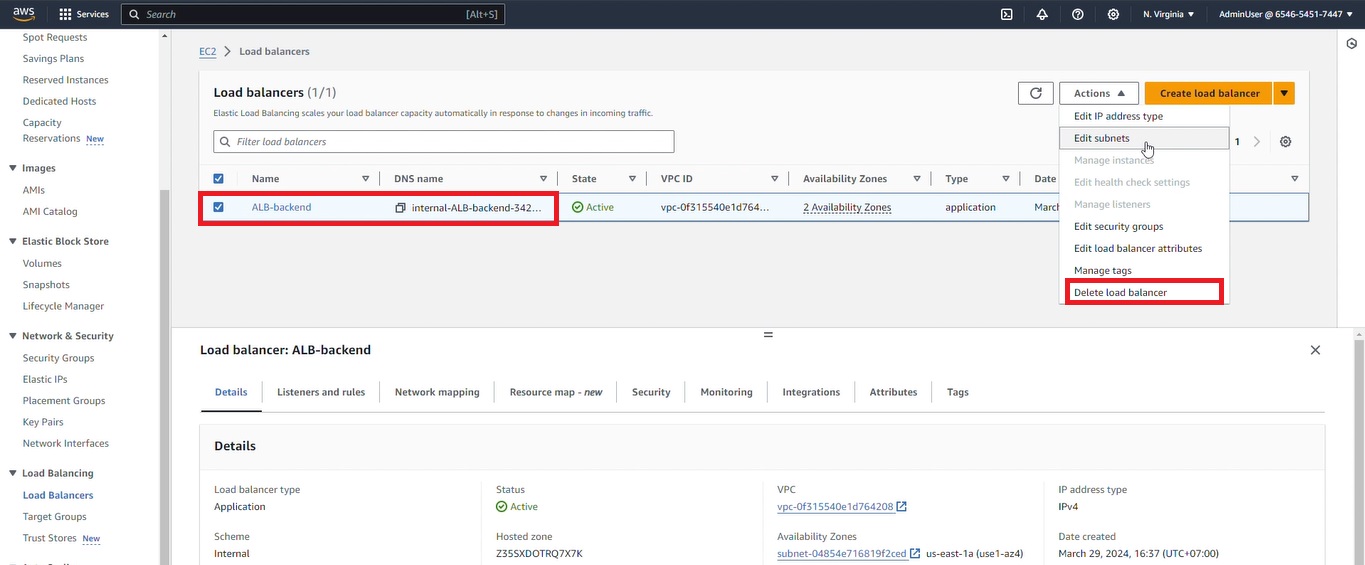 aws
Services
Search
[Alt+S]
N. Virginia
AdminUser @ 6546-5451-7447
Spot Requests
Savings Plans
Reserved Instances
Dedicated Hosts
Capacity
Reservations New
Images
AMIs
AMI Catalog
Elastic Block Store
Volumes
Snapshots
Lifecycle Manager
Network & Security
Security Groups
Elastic IPs
Placement Groups
Key Pairs
Network Interfaces
Load Balancing
Load Balancers
Target Groups
Trust Stores New
EC2 > Load balancers
Load balancers (1/1)
Elastic Load Balancing scales your load balancer capacity automatically in response to changes in incoming traffic.
Actions
Create load balancer
Filter load balancers
1
Edit IP address type
Edit subnets
Manage instances
Edit health check settings
Manage listeners
Edit security groups
Edit load balancer attributes
Manage tags
Delete load balancer
Name DNS name State VPC ID Availability Zones Type Date
ALB-backend internal-ALB-backend-342... Active vpc-0f315540e1d764... 2 Availability Zones application March
Load balancer: ALB-backend
Details Listeners and rules Network mapping Resource map - new Security Monitoring Integrations Attributes Tags
Details
Load balancer type
Application
Status
Active
VPC
vpc-0f315540e1d764208
IP address type
IPv4
Scheme
Internal
Hosted zone
Z35SXDOTRQ7X7K
Availability Zones
subnet-04854e716819f2ced us-east-1a (use1-az4)
Date created
March 29, 2024, 16:37 (UTC+07:00)